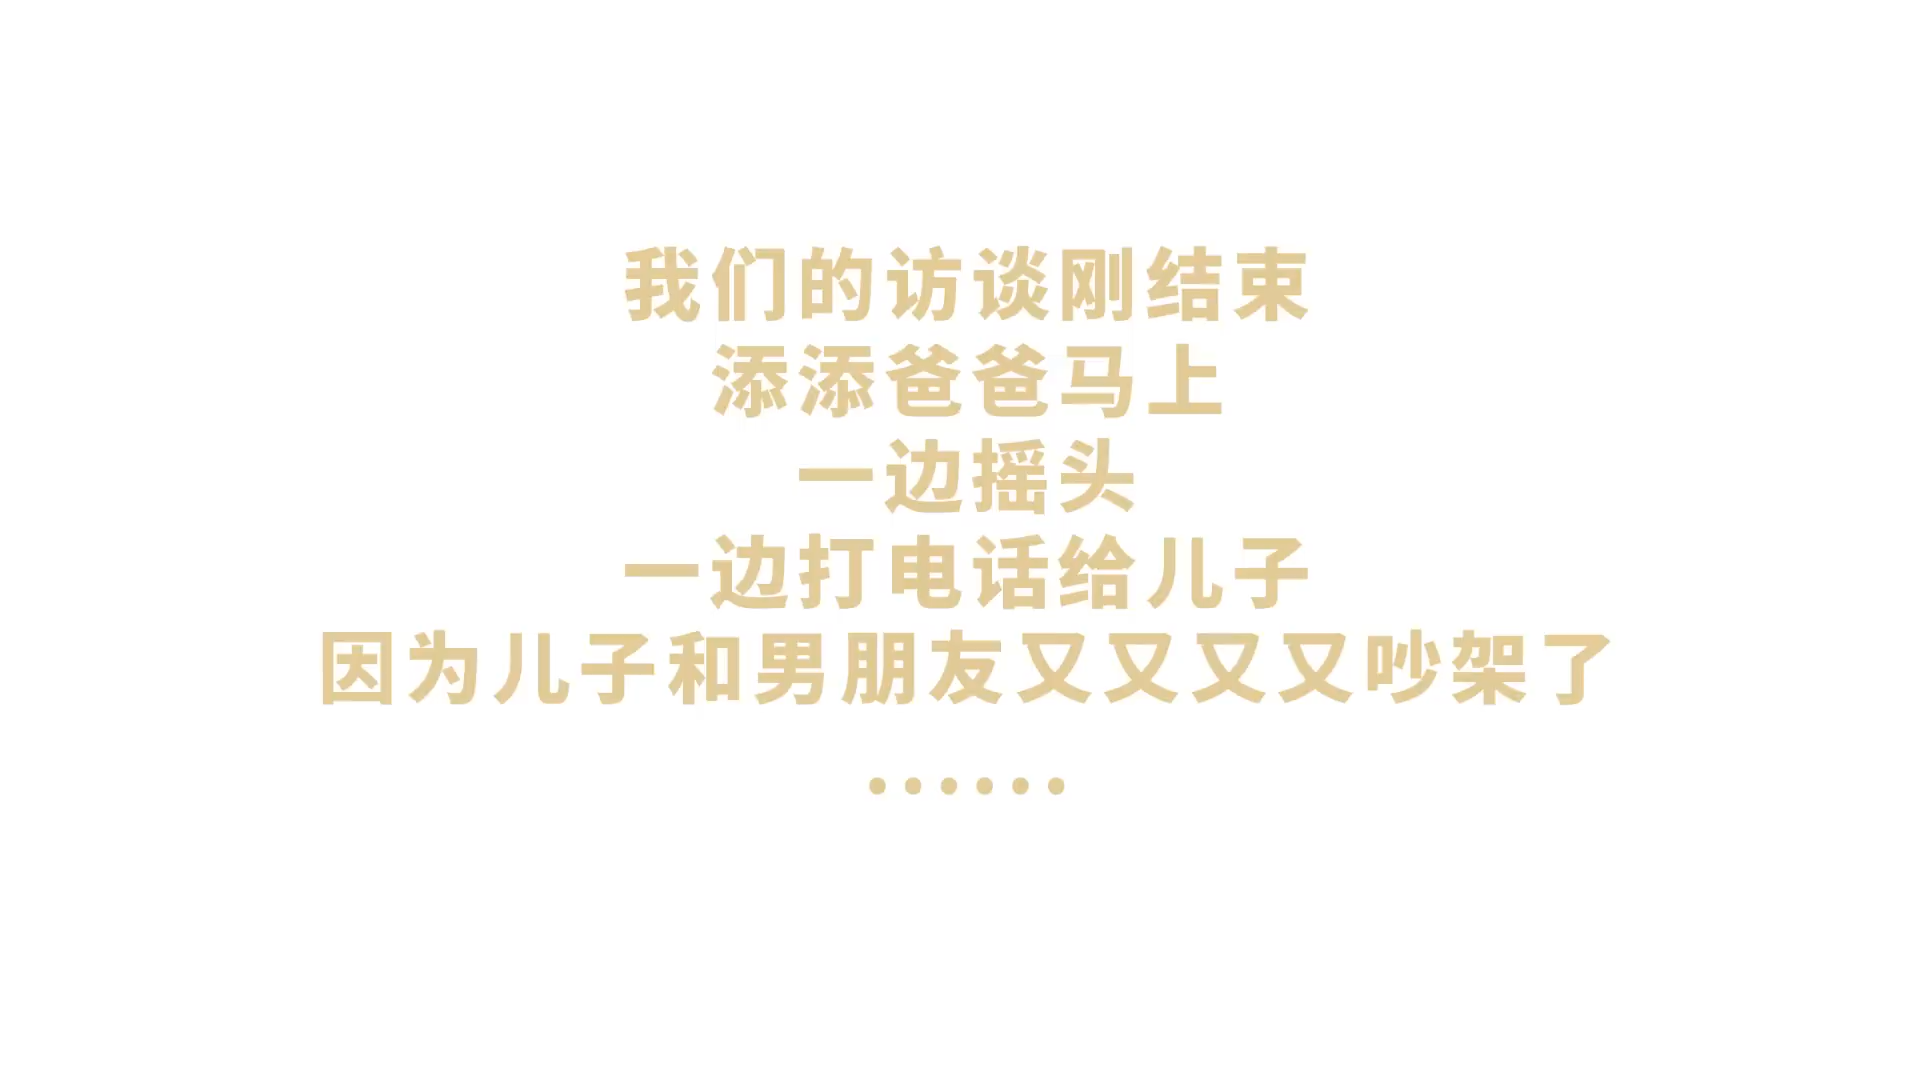 我们的访谈刚结束
添添爸爸马上
一边摇头
一边打电话给儿子
因为儿子和男朋友又又又又吵架了
······